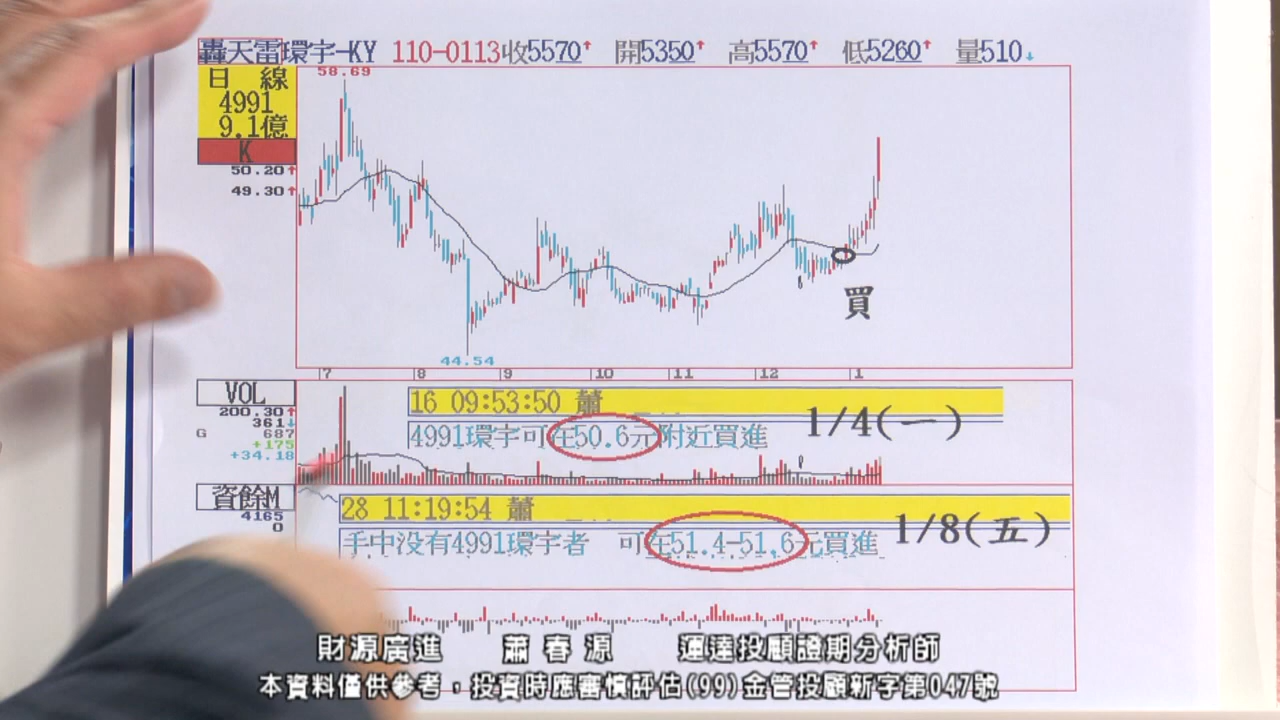 轟天雷環宇-KY 110-0113收5570↑ 開5350↑ 高5570↑ 低5260↑ 量510↓
日 線
4991
9.1億
K
58.69
50.20↑
49.30↑
買
44.54
7 8 9 10 11 12 1
VOL
200.30↑
361↓
G 687
+175
+34.18
16 09:53:50 蕭
4991環宇可在50.6元附近買進
1/4(一)
資餘M
4165
0
28 11:19:54 蕭
手中没有4991環宇者 可在51.4-51.6元買進
1/8(五)
財源廣進 蕭春源 運達投顧證期分析師
本資料僅供參考，投資時應審慎評估(99)金管投顧新字第047號